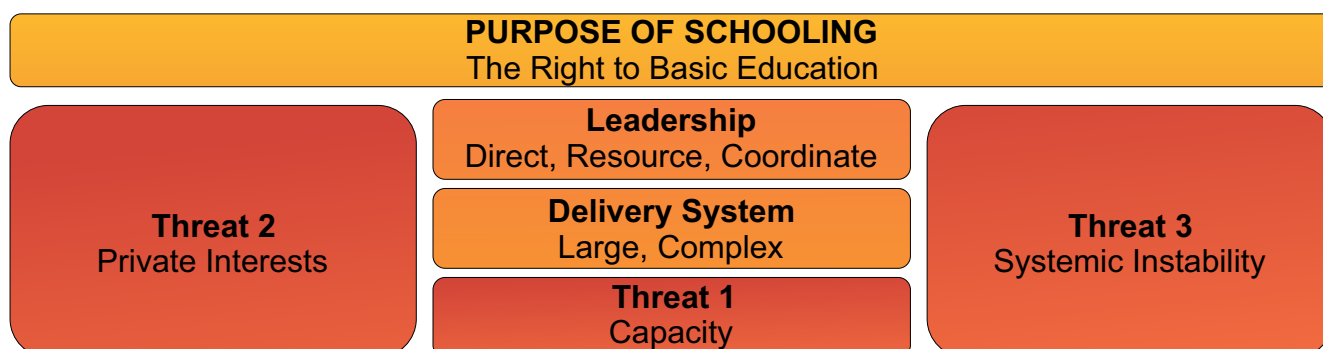 PURPOSE OF SCHOOLING
The Right to Basic Education
Leadership
Direct, Resource, Coordinate
Threat 2
Private Interests
Delivery System
Large, Complex
Threat 3
Systemic Instability
Threat 1
Capacity